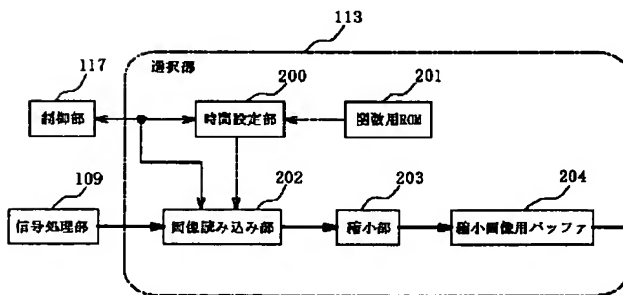 113
選択部
117
200
201
制御部
時間設定部
関数用ROM
109
202
203
204
信号処理部
画像読み込み部
縮小部
縮小画像用バッファ